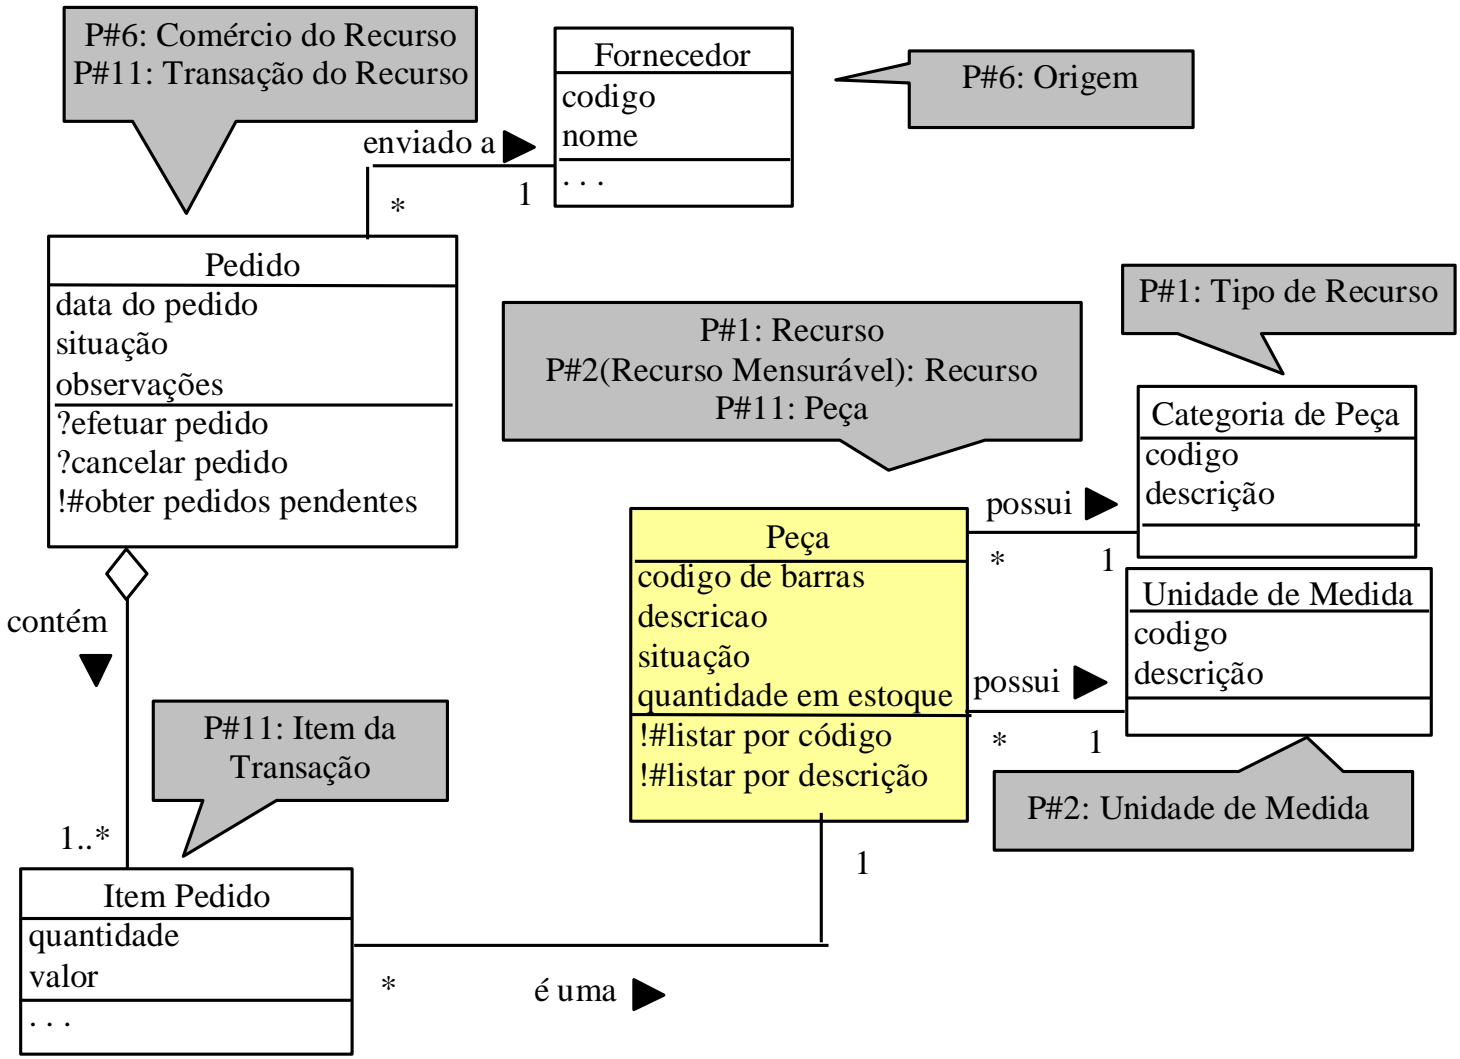 P#6: Comércio do Recurso
P#11: Transação do Recurso
Fornecedor
codigo
nome
. . .
P#6: Origem
enviado a
*
1
Pedido
data do pedido
situação
observações
?efetuar pedido
?cancelar pedido
!#obter pedidos pendentes
P#1: Recurso
P#2(Recurso Mensurável): Recurso
P#11: Peça
P#1: Tipo de Recurso
Categoria de Peça
codigo
descrição
possui
*
1
Peça
codigo de barras
descricao
situação
quantidade em estoque
!#listar por código
!#listar por descrição
Unidade de Medida
codigo
descrição
possui
*
1
P#2: Unidade de Medida
contém
P#11: Item da
Transação
1..*
1
Item Pedido
quantidade
valor
. . .
*
é uma